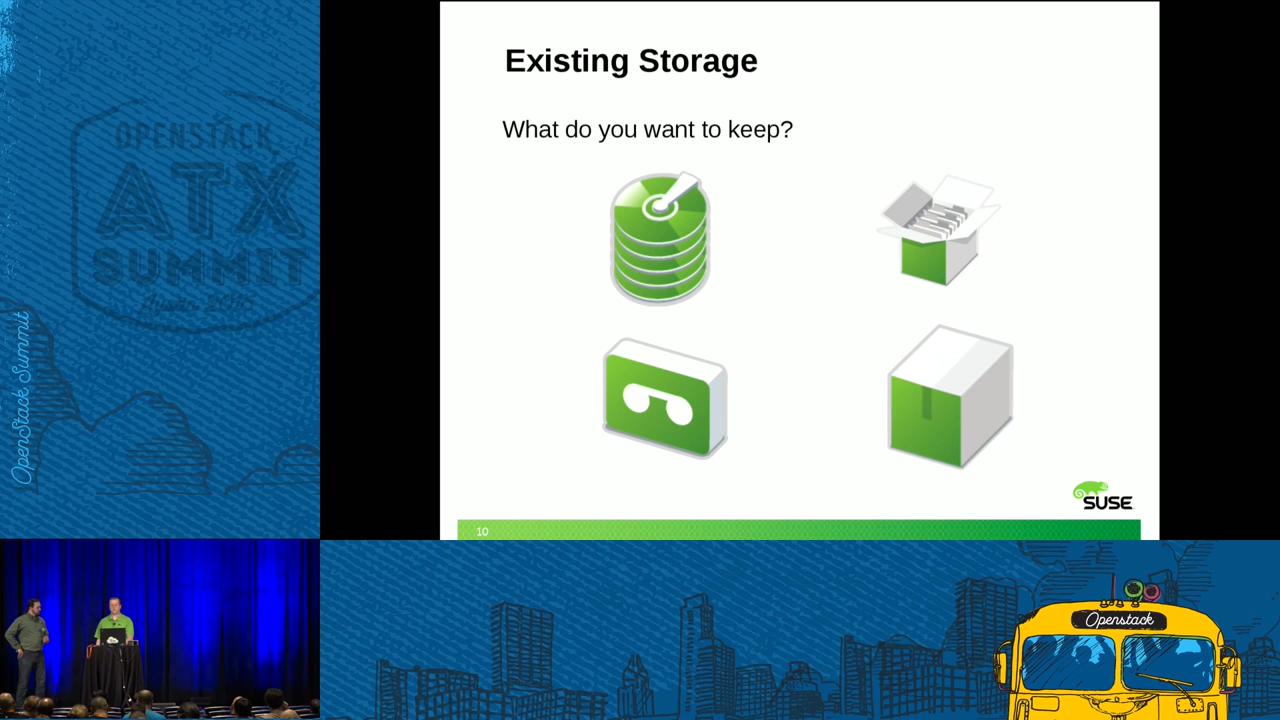 OPENSTACK
ATX
SUMMIT
Austin 2016
OpenStack Summit
Existing Storage
What do you want to keep?
SUSE
10
Openstack